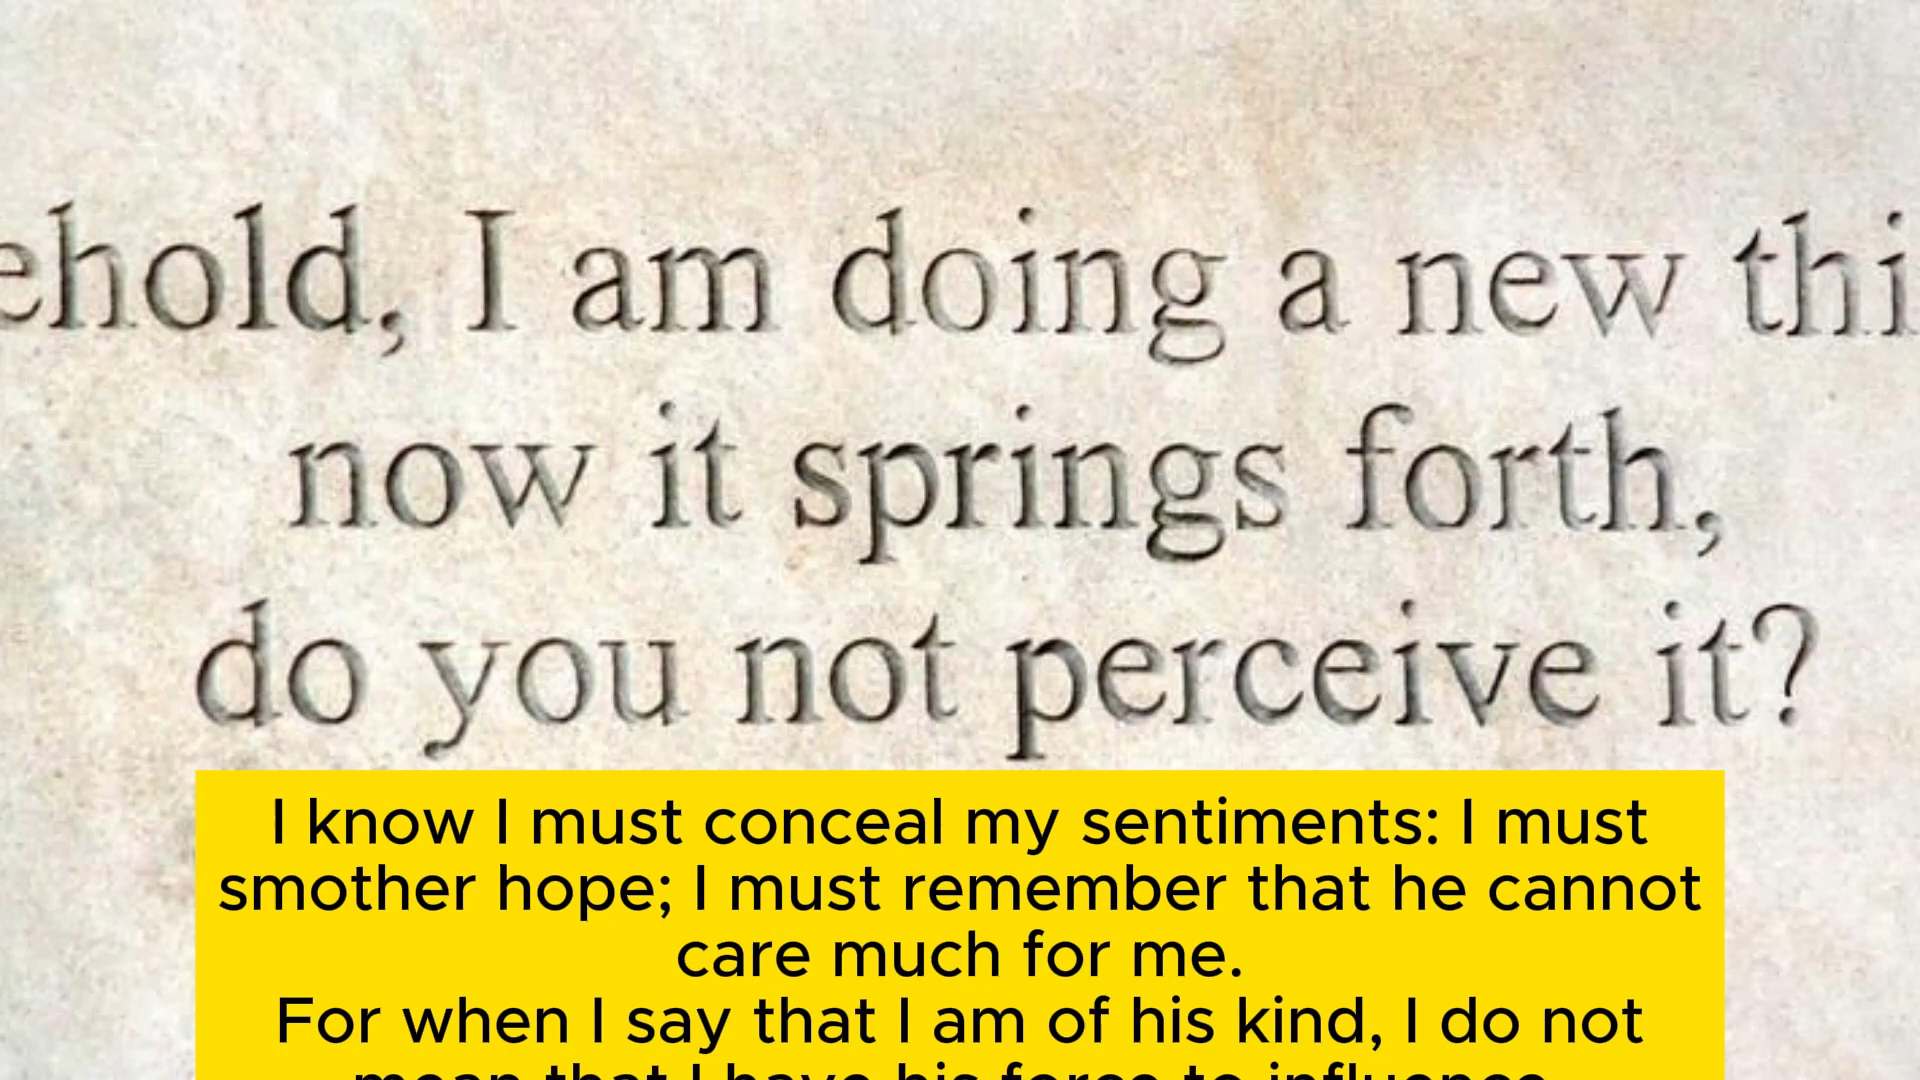 ehold, I am doing a new thi
now it springs forth,
do you not perceive it?
I know I must conceal my sentiments: I must
smother hope; I must remember that he cannot
care much for me.
For when I say that I am of his kind, I do not
mean that I have his force to influence